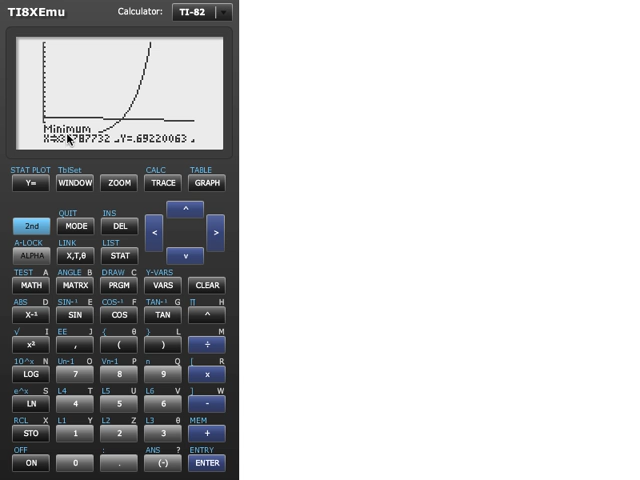 TI8XEmu Calculator: TI-82
Minimum
Y=.69220063
STAT PLOT TblSet CALC TABLE
Y= WINDOW ZOOM TRACE GRAPH
QUIT INS ^
2nd MODE DEL < >
A-LOCK LINK LIST v
ALPHA X,T,θ STAT
TEST A ANGLE B DRAW C Y-VARS
MATH MATRX PRGM VARS CLEAR
ABS D SIN-¹ E COS-¹ F TAN-¹ G Π H
X-¹ SIN COS TAN ^
√ I EE J { θ } L M
x² , ( ) ÷
10^x N Un-1 O Vn-1 P n Q [ R
LOG 7 8 9 x
e^x S L4 T L5 U L6 V ] W
LN 4 5 6 -
RCL X L1 Y L2 Z L3 θ MEM
STO 1 2 3 +
OFF : ANS ? ENTRY
ON 0 . (-) ENTER